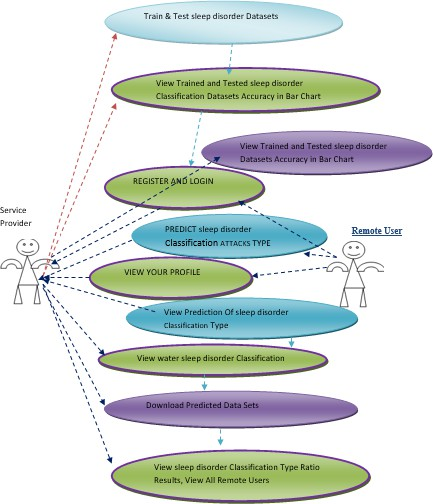 Train & Test sleep disorder Datasets
View Trained and Tested sleep disorder
Classification Datasets Accuracy in Bar Chart
View Trained and Tested sleep disorder
Datasets Accuracy in Bar Chart
REGISTER AND LOGIN
Service
Provider
PREDICT sleep disorder
Classification ATTACKS TYPE
Remote User
VIEW YOUR PROFILE
View Prediction Of sleep disorder
Classification Type
View water sleep disorder Classification
Download Predicted Data Sets
View sleep disorder Classification Type Ratio
Results, View All Remote Users